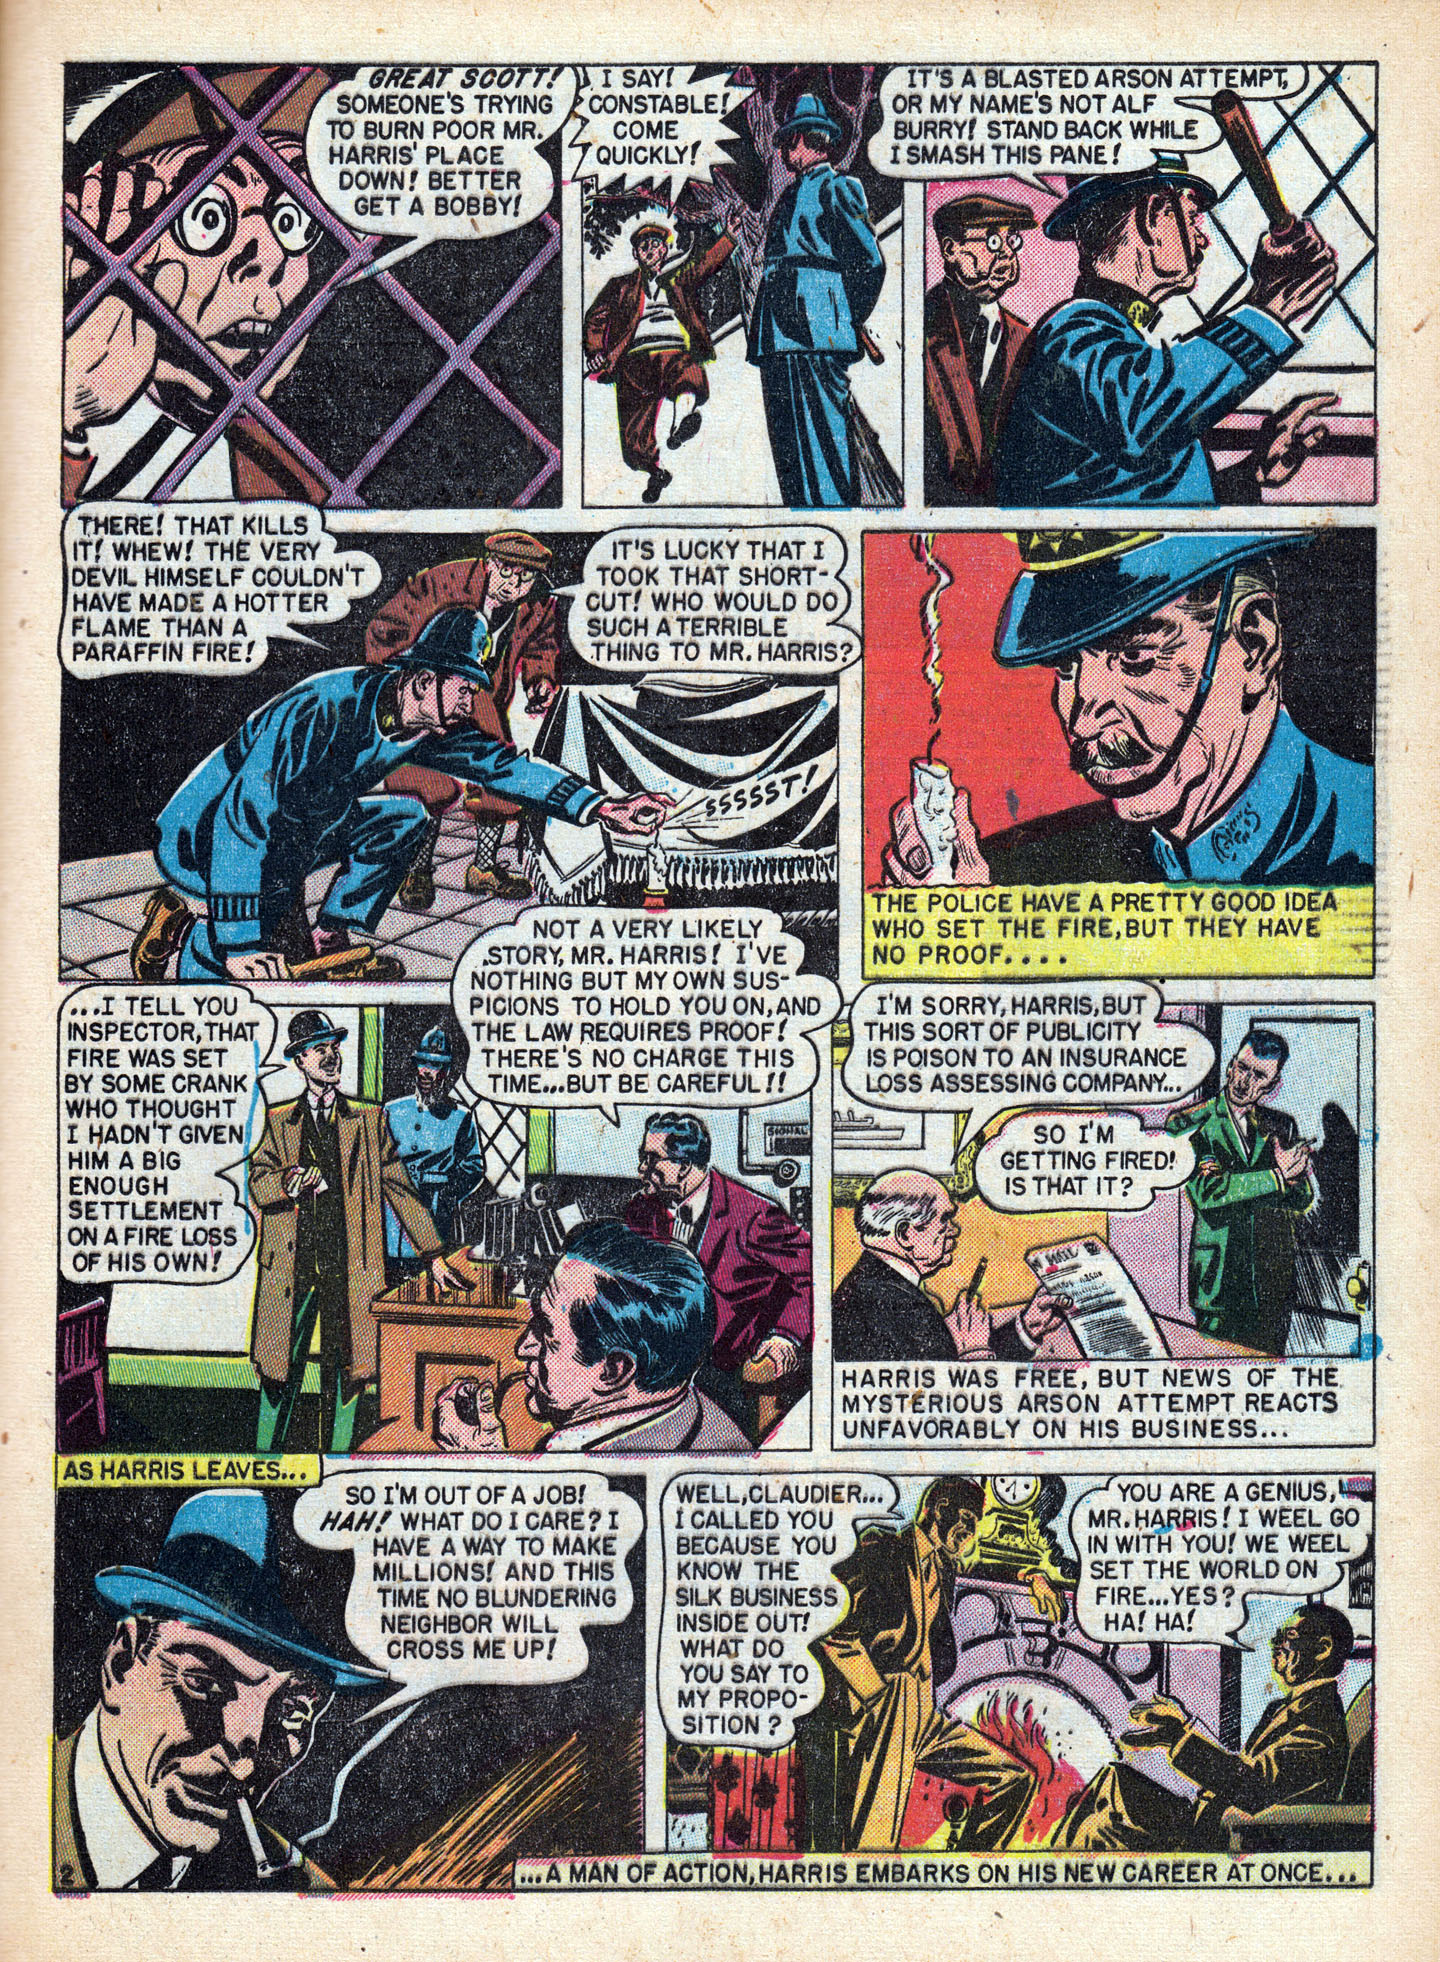 GREAT SCOTT!
SOMEONE'S TRYING
TO BURN POOR MR.
HARRIS' PLACE
DOWN! BETTER
GET A BOBBY!
I SAY!
CONSTABLE!
COME
QUICKLY!
IT'S A BLASTED ARSON ATTEMPT,
OR MY NAME'S NOT ALF
BURRY! STAND BACK WHILE
I SMASH THIS PANE!
THERE! THAT KILLS
IT! WHEW! THE VERY
DEVIL HIMSELF COULDN'T
HAVE MADE A HOTTER
FLAME THAN A
PARAFFIN FIRE!
IT'S LUCKY THAT I
TOOK THAT SHORT-
CUT! WHO WOULD DO
SUCH A TERRIBLE
THING TO MR. HARRIS?
SSSSST!
THE POLICE HAVE A PRETTY GOOD IDEA
WHO SET THE FIRE, BUT THEY HAVE
NO PROOF....
...I TELL YOU
INSPECTOR, THAT
FIRE WAS SET
BY SOME CRANK
WHO THOUGHT
I HADN'T GIVEN
HIM A BIG
ENOUGH
SETTLEMENT
ON A FIRE LOSS
OF HIS OWN!
NOT A VERY LIKELY
STORY, MR. HARRIS! I'VE
NOTHING BUT MY OWN SUS-
PICIONS TO HOLD YOU ON, AND
THE LAW REQUIRES PROOF!
THERE'S NO CHARGE THIS
TIME...BUT BE CAREFUL!!
SIGNAL
I'M SORRY, HARRIS, BUT
THIS SORT OF PUBLICITY
IS POISON TO AN INSURANCE
LOSS ASSESSING COMPANY...
SO I'M
GETTING FIRED!
IS THAT IT?
HARRIS WAS FREE, BUT NEWS OF THE
MYSTERIOUS ARSON ATTEMPT REACTS
UNFAVORABLY ON HIS BUSINESS...
AS HARRIS LEAVES...
SO I'M OUT OF A JOB!
HAH! WHAT DO I CARE? I
HAVE A WAY TO MAKE
MILLIONS! AND THIS
TIME NO BLUNDERING
NEIGHBOR WILL
CROSS ME UP!
2
WELL, CLAUDIER...
I CALLED YOU
BECAUSE YOU
KNOW THE
SILK BUSINESS
INSIDE OUT!
WHAT DO
YOU SAY TO
MY PROPO-
SITION?
YOU ARE A GENIUS,
MR. HARRIS! I WEEL GO
IN WITH YOU! WE WEEL
SET THE WORLD ON
FIRE...YES?
HA! HA!
...A MAN OF ACTION, HARRIS EMBARKS ON HIS NEW CAREER AT ONCE...